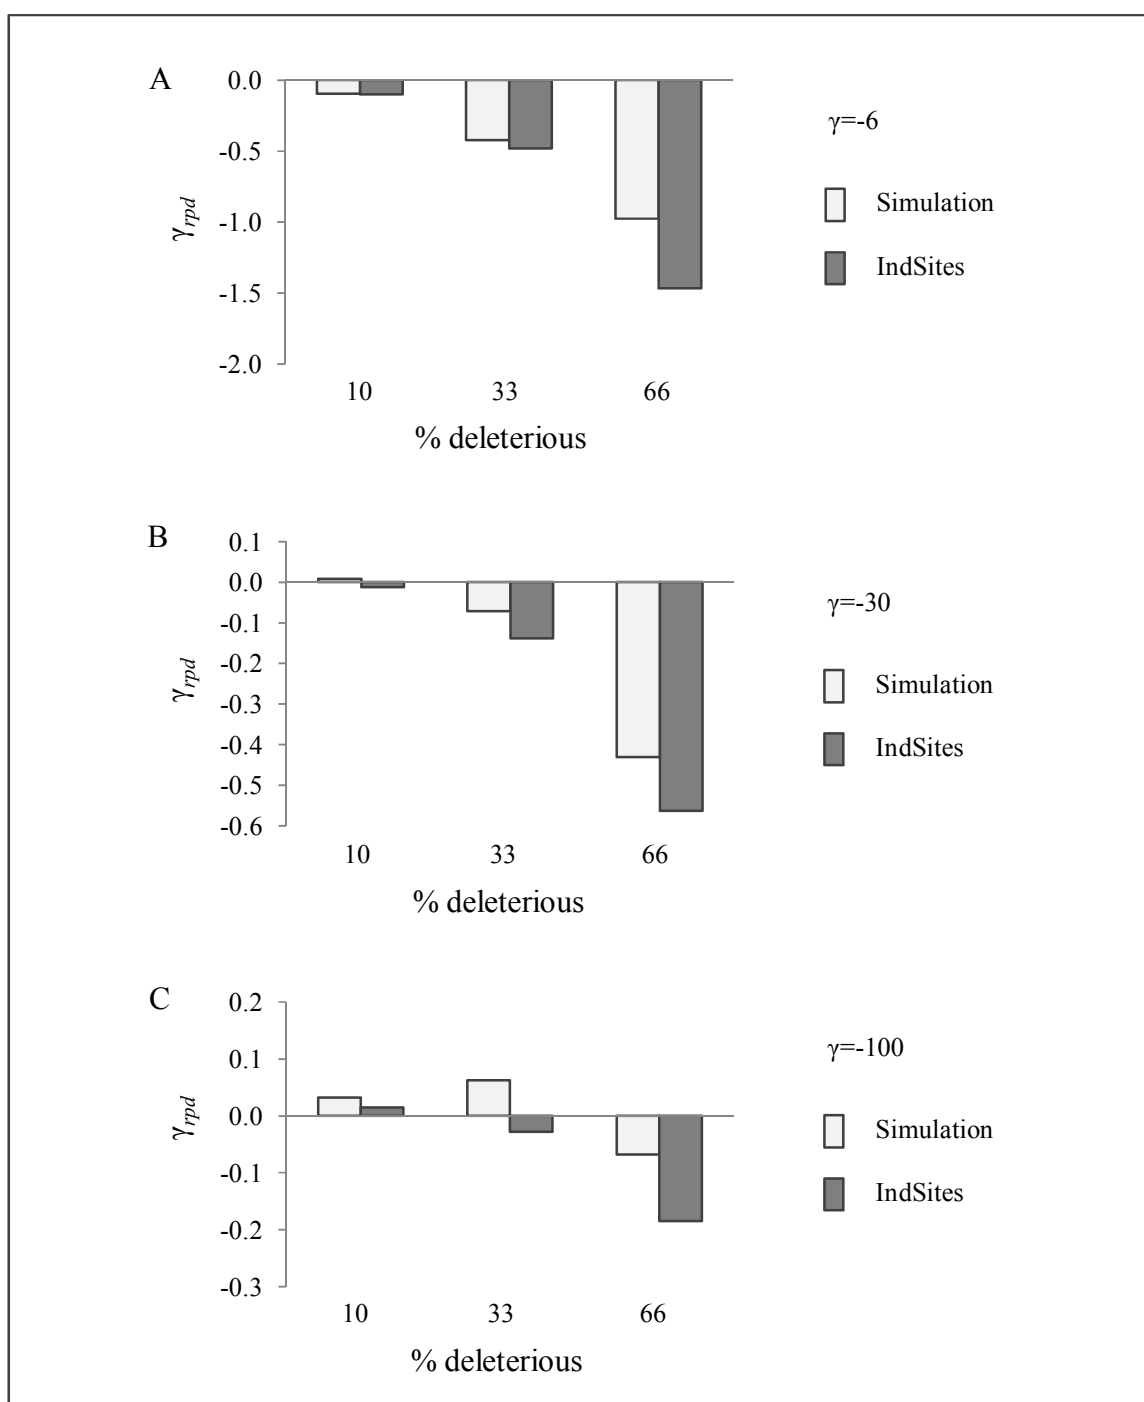 A
0.0
-0.5
-1.0
-1.5
-2.0
γrpd
10 33 66
% deleterious
γ=-6
Simulation
IndSites
B
0.1
0.0
-0.1
-0.2
-0.3
-0.4
-0.5
-0.6
γrpd
10 33 66
% deleterious
γ=-30
Simulation
IndSites
C
0.2
0.1
0.0
-0.1
-0.2
-0.3
γrpd
10 33 66
% deleterious
γ=-100
Simulation
IndSites